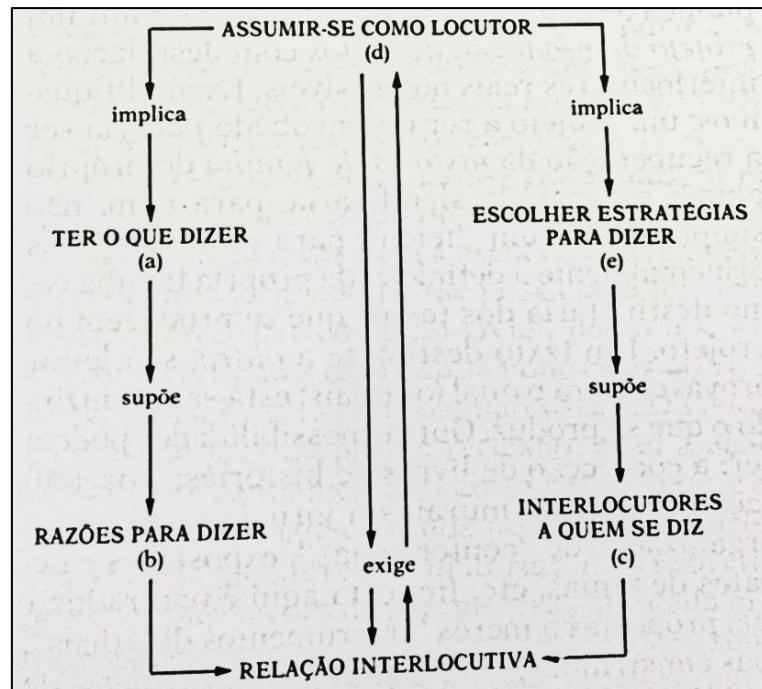 ASSUMIR-SE COMO LOCUTOR
(d)
implica
implica
TER O QUE DIZER
(a)
ESCOLHER ESTRATÉGIAS
PARA DIZER
(e)
supõe
supõe
RAZÕES PARA DIZER
(b)
INTERLOCUTORES
A QUEM SE DIZ
(c)
exige
RELAÇÃO INTERLOCUTIVA